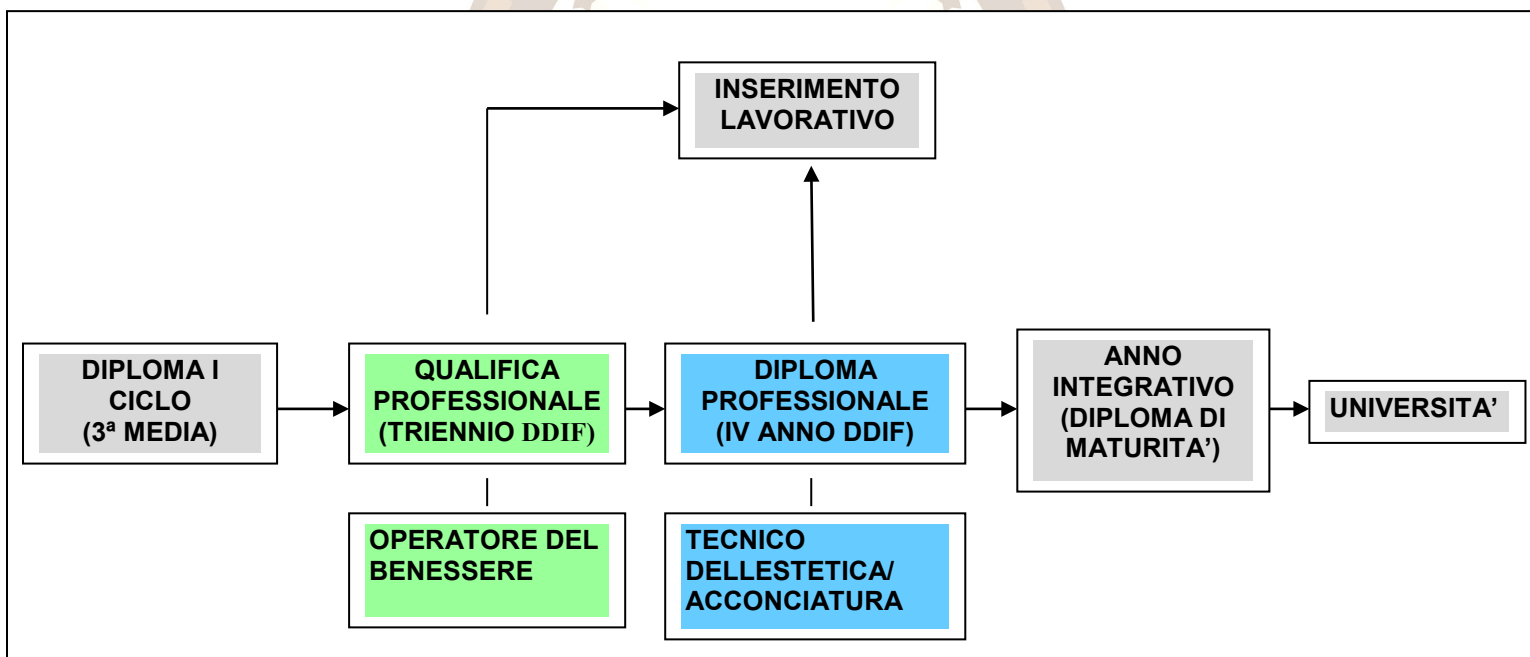 INSERIMENTO
LAVORATIVO
DIPLOMA I
CICLO
(3ª MEDIA)
QUALIFICA
PROFESSIONALE
(TRIENNIO DDIF)
DIPLOMA
PROFESSIONALE
(IV ANNO DDIF)
ANNO
INTEGRATIVO
(DIPLOMA DI
MATURITA’)
UNIVERSITA’
OPERATORE DEL
BENESSERE
TECNICO
DELLESTETICA/
ACCONCIATURA